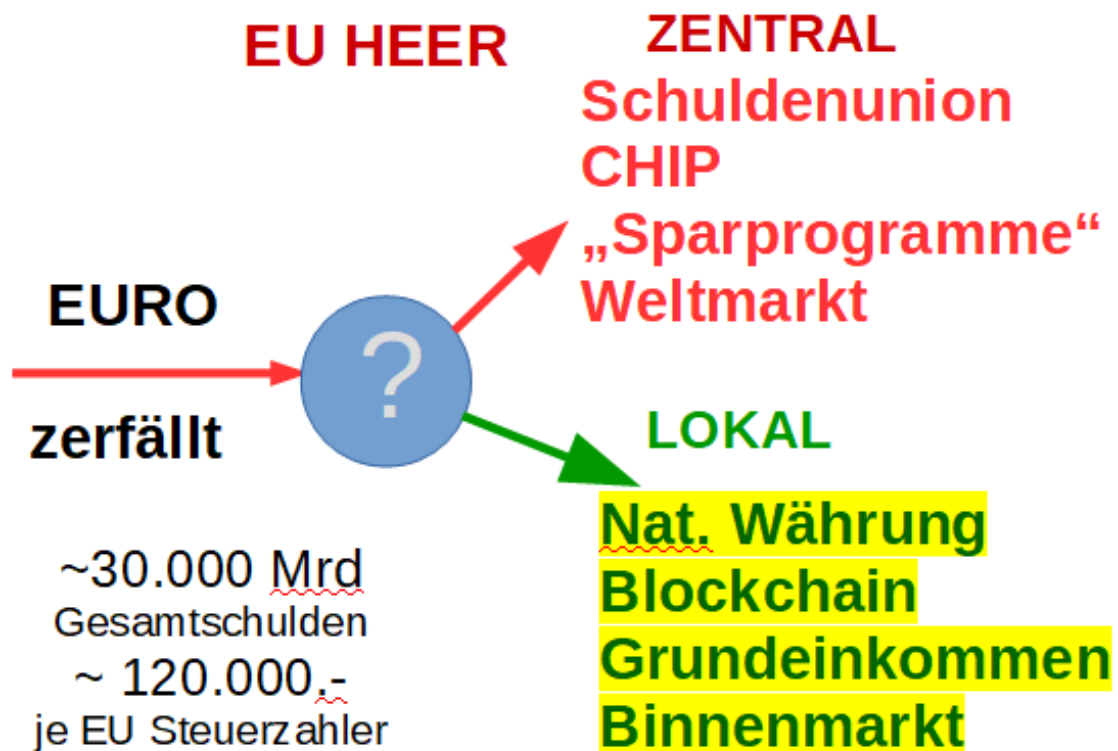 EU HEER
ZENTRAL
Schuldenunion
CHIP
„Sparprogramme“
Weltmarkt
EURO
zerfällt
?
~30.000 Mrd
Gesamtschulden
~ 120.000.-
je EU Steuerzahler
LOKAL
Nat. Währung
Blockchain
Grundeinkommen
Binnenmarkt